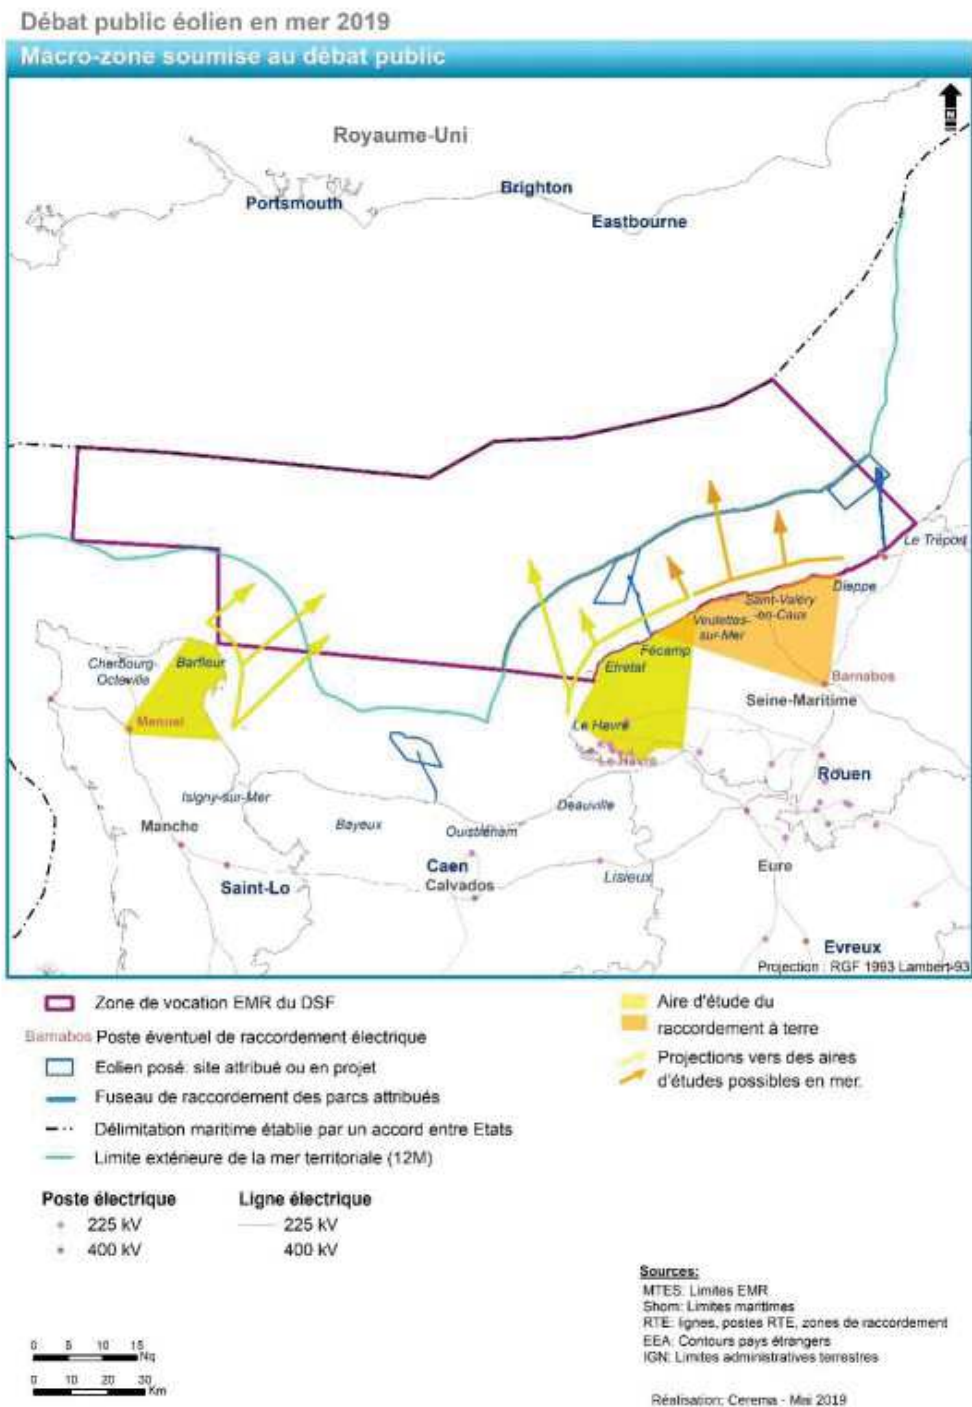 Débat public éolien en mer 2019
Macro-zone soumise au débat public
N
Royaume-Uni
Brighton
Portsmouth
Eastbourne
Le Tréport
Dieppe
Saint-Valéry
-en-Caux
Veulettes-
sur-Mer
Fécamp
Etretat
Cherbourg-
Octeville
Barfleur
Barnabos
Seine-Maritime
Menuel
Le Havre
Le Havre
Rouen
Isigny-sur-Mer
Deauville
Manche
Bayeux
Ouistreham
Caen
Calvados
Eure
Saint-Lo
Lisieux
Evreux
Projection : RGF 1993 Lambert-93
Zone de vocation EMR du DSF
Barnabos Poste éventuel de raccordement électrique
Eolien posé: site attribué ou en projet
Fuseau de raccordement des parcs attribués
Délimitation maritime établie par un accord entre Etats
Limite extérieure de la mer territoriale (12M)
Aire d'étude du
raccordement à terre
Projections vers des aires
d'études possibles en mer.
Poste électrique
225 kV
400 kV
Ligne électrique
225 kV
400 kV
Sources:
MTES: Limites EMR
Shom: Limites maritimes
RTE: lignes, postes RTE, zones de raccordement
EEA: Contours pays étrangers
IGN: Limites administratives terrestres
0 5 10 15
Nq
0 10 20 30
Km
Réalisation: Cerema - Mai 2019